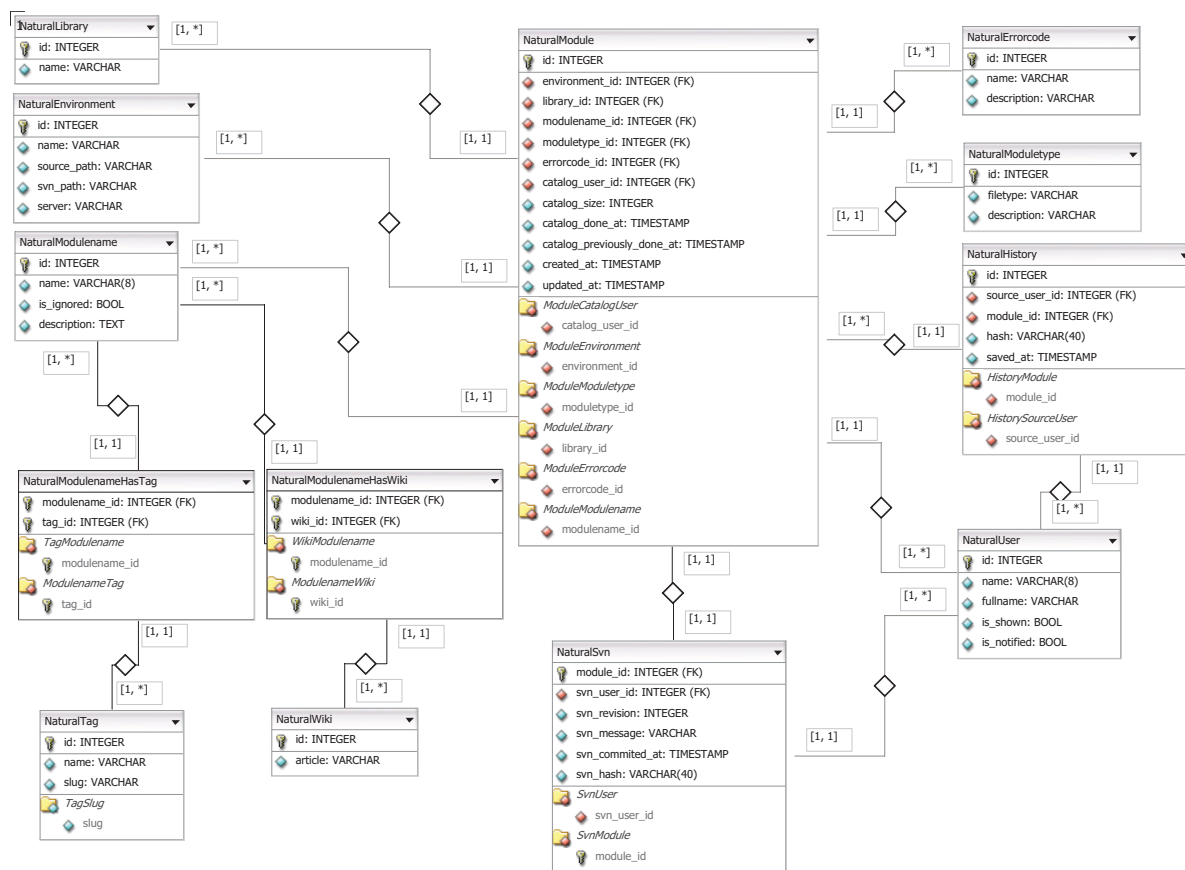 1
NaturalLibrary
id: INTEGER
name: VARCHAR
[1, *]
[1, 1]
NaturalEnvironment
id: INTEGER
name: VARCHAR
source_path: VARCHAR
svn_path: VARCHAR
server: VARCHAR
[1, *]
[1, 1]
NaturalModulename
id: INTEGER
name: VARCHAR(8)
is_ignored: BOOL
description: TEXT
[1, *]
[1, *]
[1, 1]
[1, *]
[1, 1]
[1, 1]
NaturalModulenameHasTag
modulename_id: INTEGER (FK)
tag_id: INTEGER (FK)
TagModulename
modulename_id
ModulenameTag
tag_id
[1, 1]
[1, *]
NaturalTag
id: INTEGER
name: VARCHAR
slug: VARCHAR
TagSlug
slug
NaturalModulenameHasWiki
modulename_id: INTEGER (FK)
wiki_id: INTEGER (FK)
WikiModulename
modulename_id
ModulenameWiki
wiki_id
[1, 1]
[1, *]
NaturalWiki
id: INTEGER
article: VARCHAR
NaturalModule
id: INTEGER
environment_id: INTEGER (FK)
library_id: INTEGER (FK)
modulename_id: INTEGER (FK)
moduletype_id: INTEGER (FK)
errorcode_id: INTEGER (FK)
catalog_user_id: INTEGER (FK)
catalog_size: INTEGER
catalog_done_at: TIMESTAMP
catalog_previously_done_at: TIMESTAMP
created_at: TIMESTAMP
updated_at: TIMESTAMP
ModuleCatalogUser
catalog_user_id
ModuleEnvironment
environment_id
ModuleModuletype
moduletype_id
ModuleLibrary
library_id
ModuleErrorcode
errorcode_id
ModuleModulename
modulename_id
[1, 1]
[1, 1]
NaturalSvn
module_id: INTEGER (FK)
svn_user_id: INTEGER (FK)
svn_revision: INTEGER
svn_message: VARCHAR
svn_commited_at: TIMESTAMP
svn_hash: VARCHAR(40)
SvnUser
svn_user_id
SvnModule
module_id
[1, *]
[1, 1]
NaturalErrorcode
id: INTEGER
name: VARCHAR
description: VARCHAR
[1, *]
[1, 1]
NaturalModuletype
id: INTEGER
filetype: VARCHAR
description: VARCHAR
[1, *]
[1, 1]
NaturalHistory
id: INTEGER
source_user_id: INTEGER (FK)
module_id: INTEGER (FK)
hash: VARCHAR(40)
saved_at: TIMESTAMP
HistoryModule
module_id
HistorySourceUser
source_user_id
[1, 1]
[1, *]
[1, 1]
[1, *]
[1, *]
[1, 1]
NaturalUser
id: INTEGER
name: VARCHAR(8)
fullname: VARCHAR
is_shown: BOOL
is_notified: BOOL